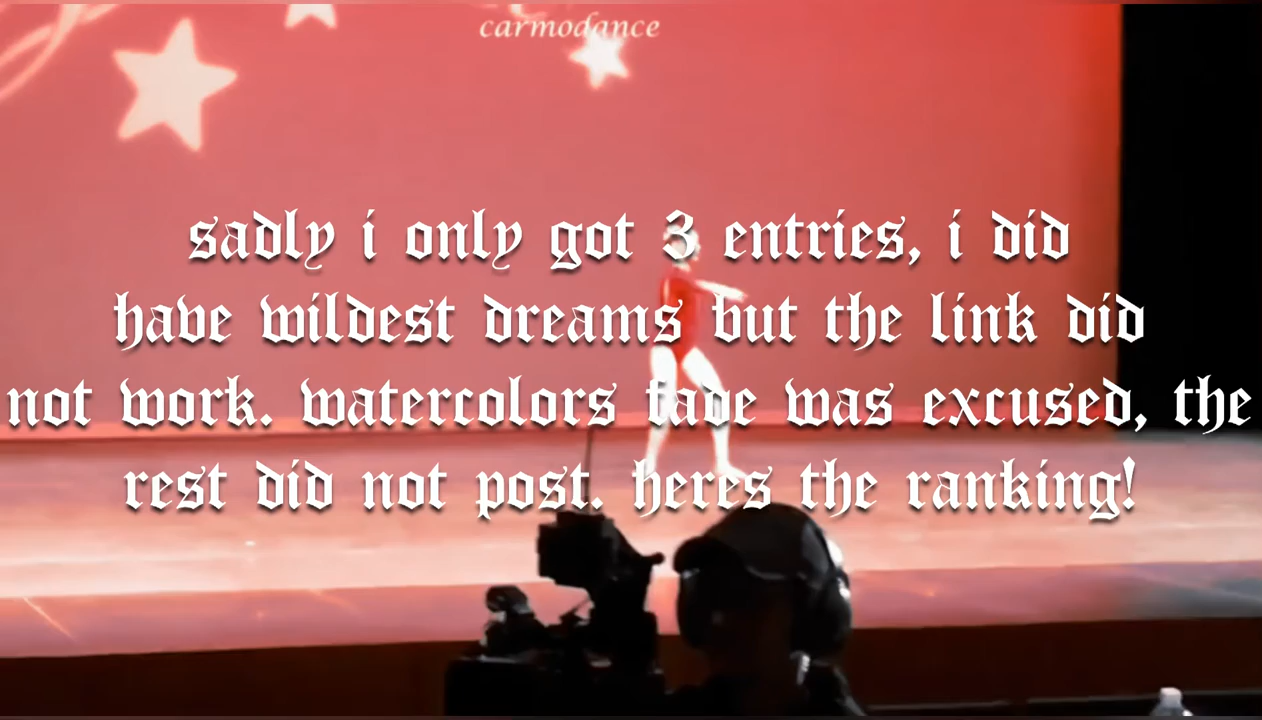 carmodance
sadly i only got 3 entries, i did
have wildest dreams but the link did
not work. watercolors fade was excused, the
rest did not post. heres the ranking!